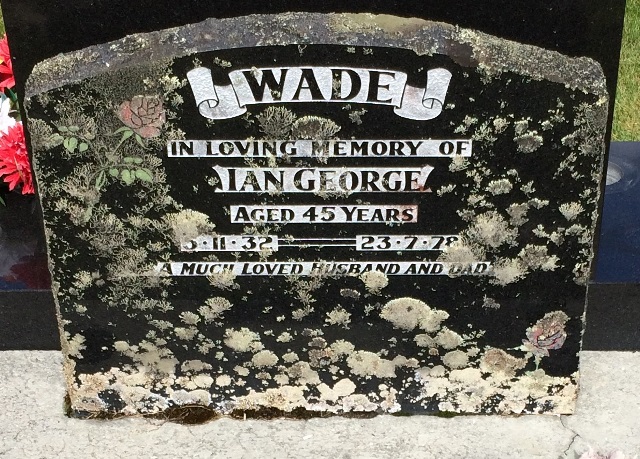 WADE
IN LOVING MEMORY OF
IAN GEORGE
AGED 45 YEARS
5-11-32 — 23-7-78
A MUCH LOVED HUSBAND AND DAD